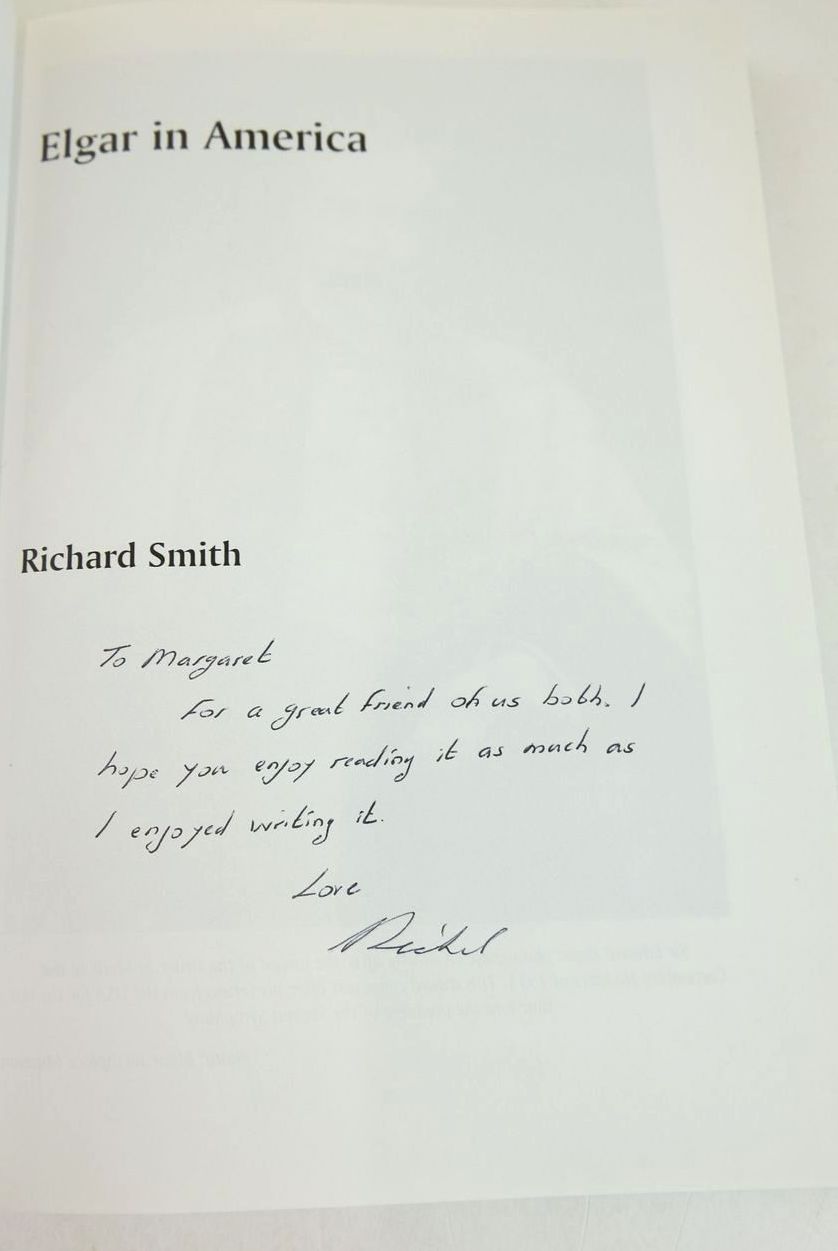 Elgar in America
Richard Smith
To Margaret
For a great friend of us both. I
hope you enjoy reading it as much as
I enjoyed writing it.
Love